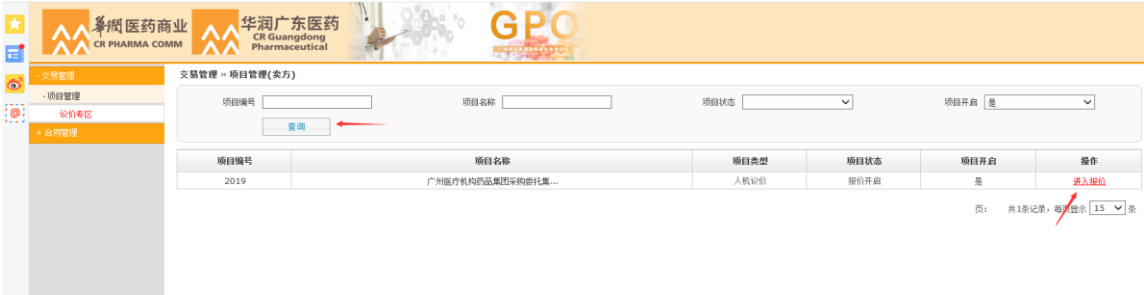 華潤医药商业 华润广东医药
CR PHARMA COMM CR Guangdong
Pharmaceutical
GPO
- 交易管理
-项目管理
议价专区
+ 合同管理
交易管理 » 项目管理(卖方)
项目编号 项目名称 项目状态 项目开启 是
查询
项目编号 项目名称 项目类型 项目状态 项目开启 操作
2019 广州医疗机构药品集团采购委托集... 人机议价 报价开启 是 进入报价
页: 共1条记录，每页显示 15 条